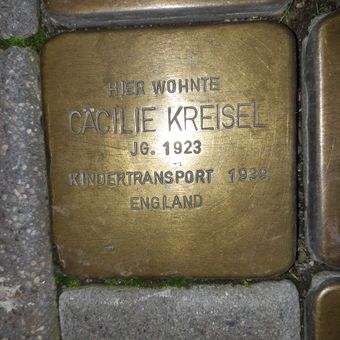 HIER WOHNTE
CÄCILIE KREISEL
JG. 1923
KINDERTRANSPORT 1939
ENGLAND